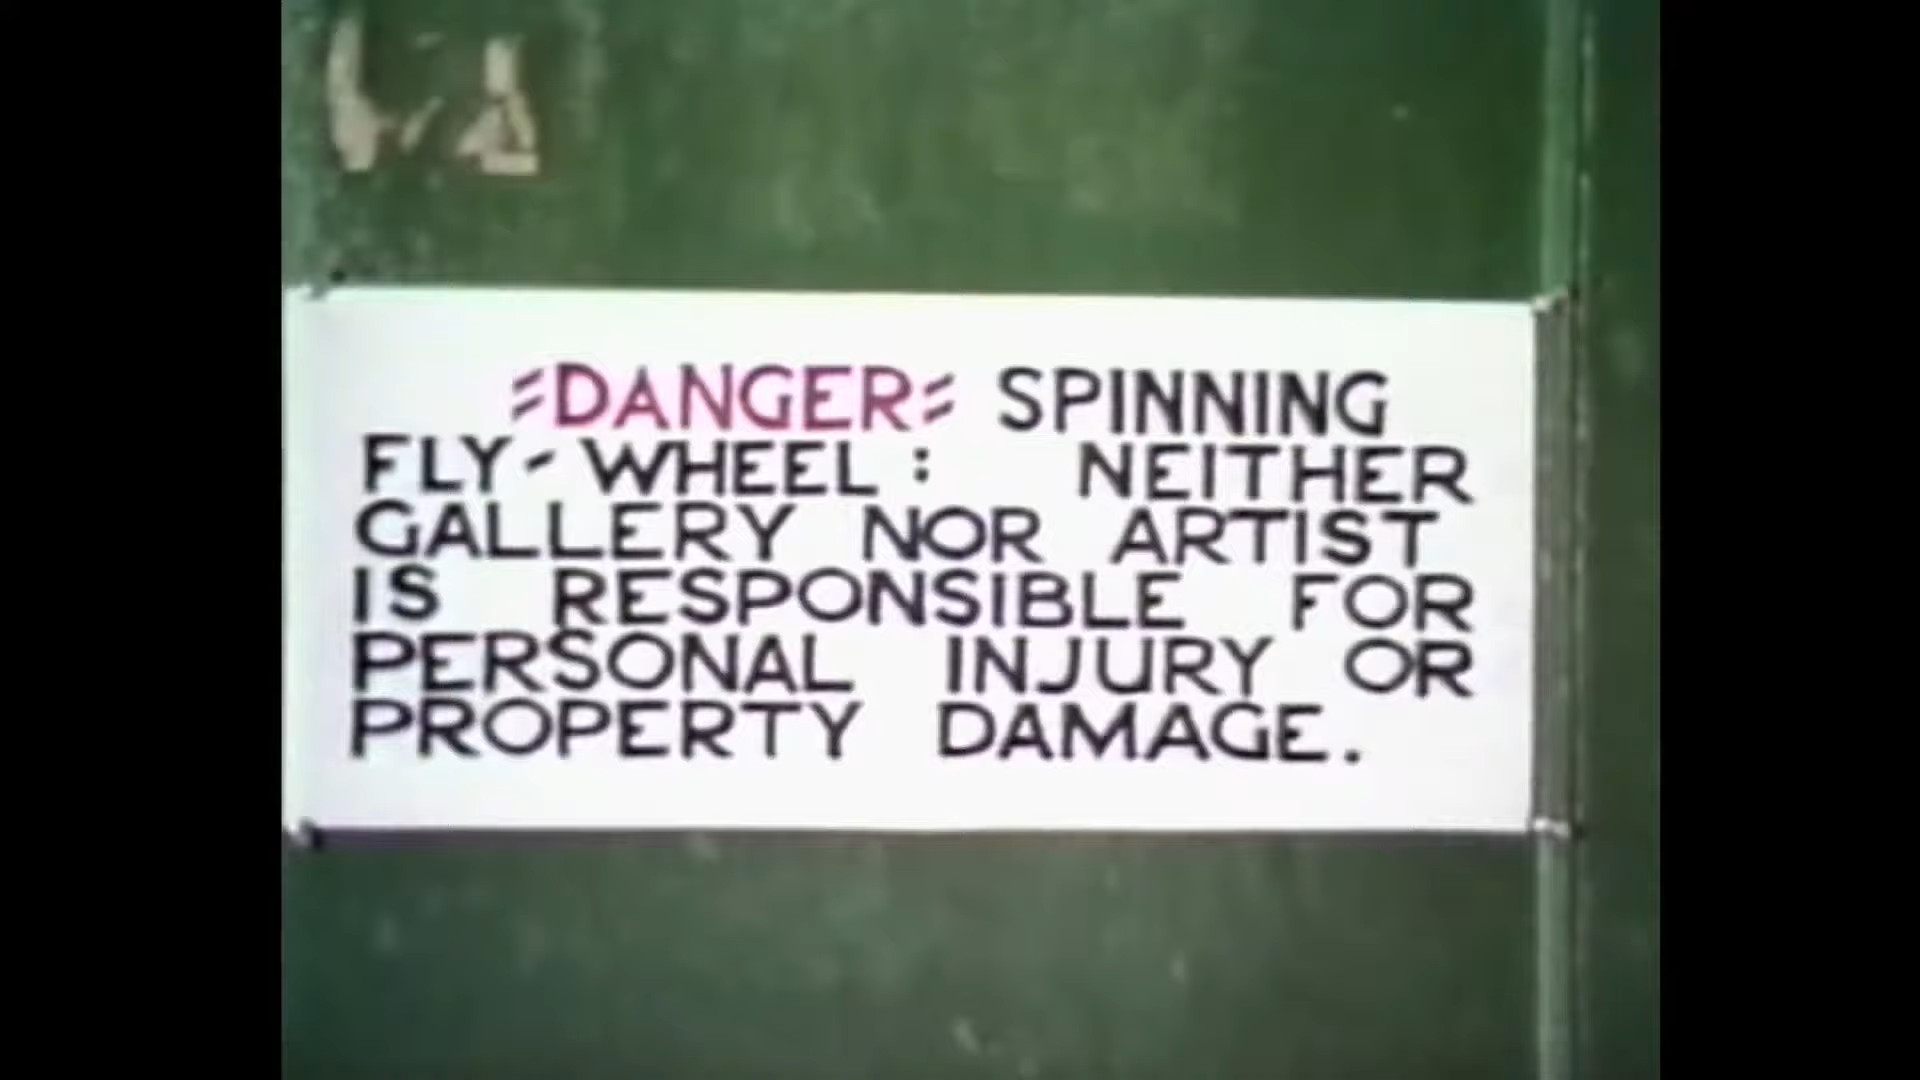 =DANGER= SPINNING
FLY-WHEEL: NEITHER
GALLERY NOR ARTIST
IS RESPONSIBLE FOR
PERSONAL INJURY OR
PROPERTY DAMAGE.